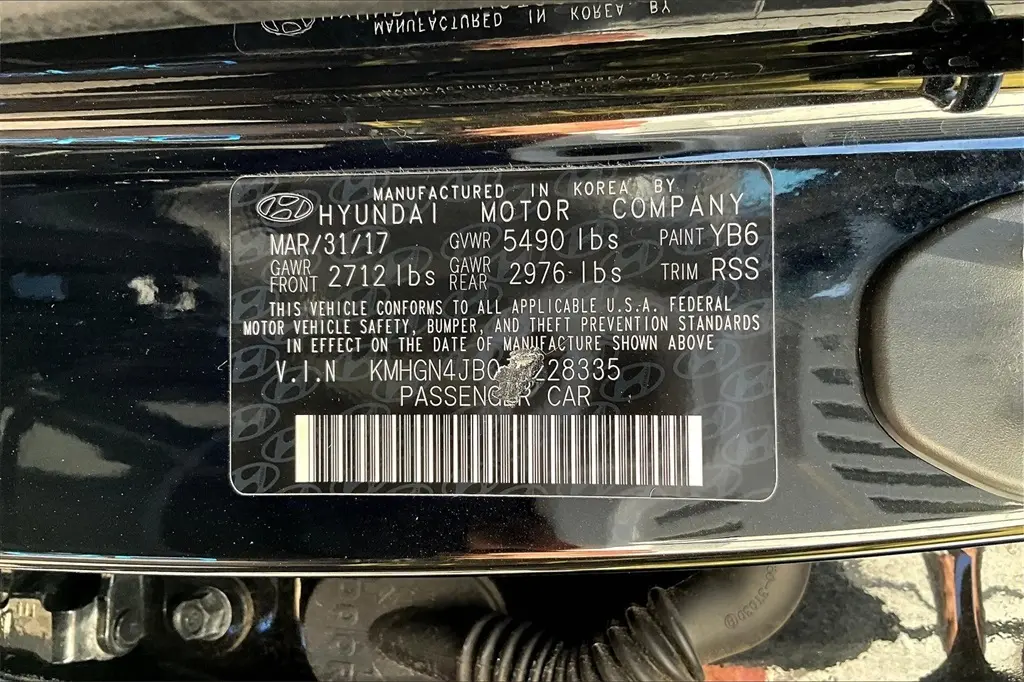 MANUFACTURED IN KOREA BY
HYUNDAI MOTOR COMPANY
MAR/31/17 GVWR 5490 lbs PAINT YB6
GAWR FRONT 2712 lbs GAWR REAR 2976 lbs TRIM RSS
THIS VEHICLE CONFORMS TO ALL APPLICABLE U.S.A. FEDERAL
MOTOR VEHICLE SAFETY, BUMPER, AND THEFT PREVENTION STANDARDS
IN EFFECT ON THE DATE OF MANUFACTURE SHOWN ABOVE
V.I.N
PASSENGER CAR